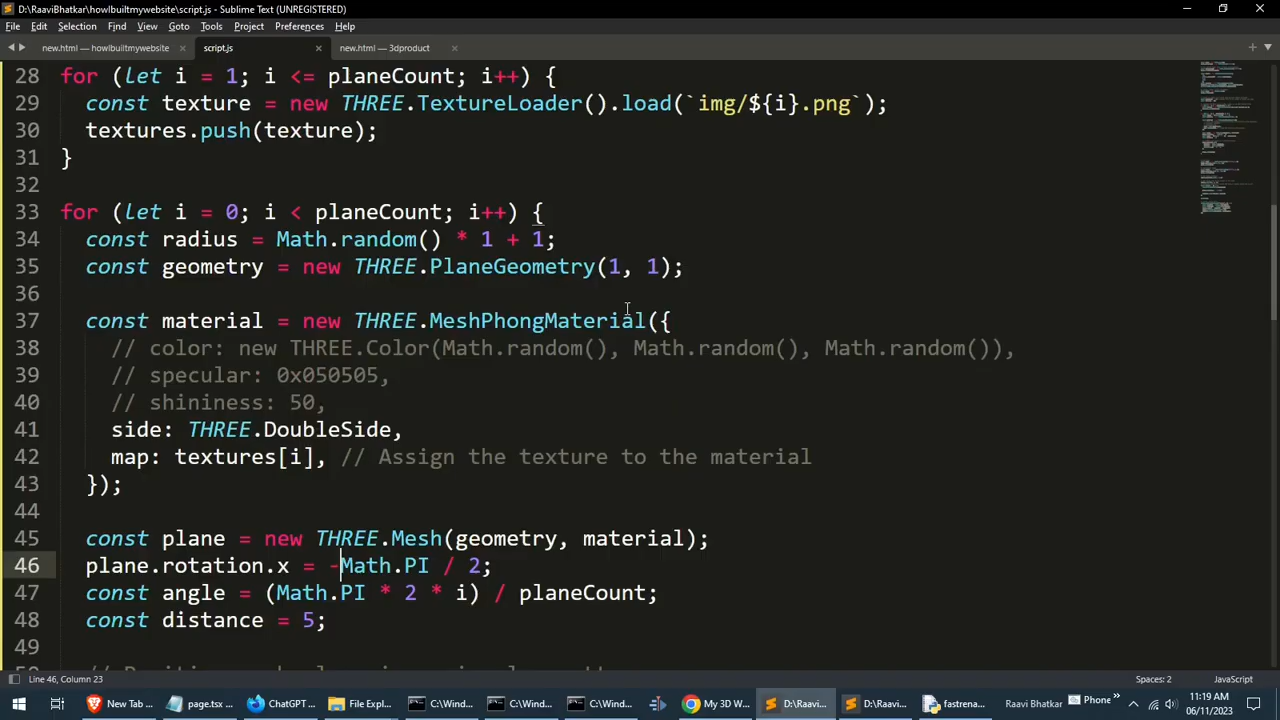 D:\RaaviBhatkar\howIbuiltmywebsite\script.js - Sublime Text (UNREGISTERED)
File Edit Selection Find View Goto Tools Project Preferences Help
new.html — howIbuiltmywebsite × script.js × new.html — 3dproduct ×
28 for (let i = 1; i <= planeCount; i++) {
29 const texture = new THREE.TextureLoader().load(`img/${i}.png`);
30 textures.push(texture);
31 }
32
33 for (let i = 0; i < planeCount; i++) {
34 const radius = Math.random() * 1 + 1;
35 const geometry = new THREE.PlaneGeometry(1, 1);
36
37 const material = new THREE.MeshPhongMaterial({
38 // color: new THREE.Color(Math.random(), Math.random(), Math.random()),
39 // specular: 0x050505,
40 // shininess: 50,
41 side: THREE.DoubleSide,
42 map: textures[i], // Assign the texture to the material
43 });
44
45 const plane = new THREE.Mesh(geometry, material);
46 plane.rotation.x = -Math.PI / 2;
47 const angle = (Math.PI * 2 * i) / planeCount;
48 const distance = 5;
49
Line 46, Column 23 Spaces: 2 JavaScript
New Tab ... page.tsx ... ChatGPT ... File Expl... C:\Wind... C:\Wind... C:\Wind... My 3D W... D:\Raavi... D:\Raavi... fastrena... Raavi Bhatkar Phone 11:19 AM
06/11/2023